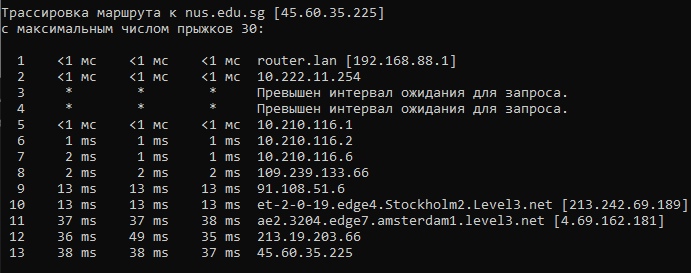 Трассировка маршрута к nus.edu.sg [45.60.35.225]
с максимальным числом прыжков 30:
1 <1 мс <1 мс <1 мс router.lan [192.168.88.1]
2 <1 мс <1 мс <1 мс 10.222.11.254
3 * * * Превышен интервал ожидания для запроса.
4 * * * Превышен интервал ожидания для запроса.
5 <1 мс <1 мс <1 мс 10.210.116.1
6 1 ms 1 ms 1 ms 10.210.116.2
7 2 ms 1 ms 1 ms 10.210.116.6
8 2 ms 2 ms 2 ms 109.239.133.66
9 13 ms 13 ms 13 ms 91.108.51.6
10 13 ms 13 ms 13 ms et-2-0-19.edge4.Stockholm2.Level3.net [213.242.69.189]
11 37 ms 37 ms 38 ms ae2.3204.edge7.amsterdam1.level3.net [4.69.162.181]
12 36 ms 49 ms 35 ms 213.19.203.66
13 38 ms 38 ms 37 ms 45.60.35.225